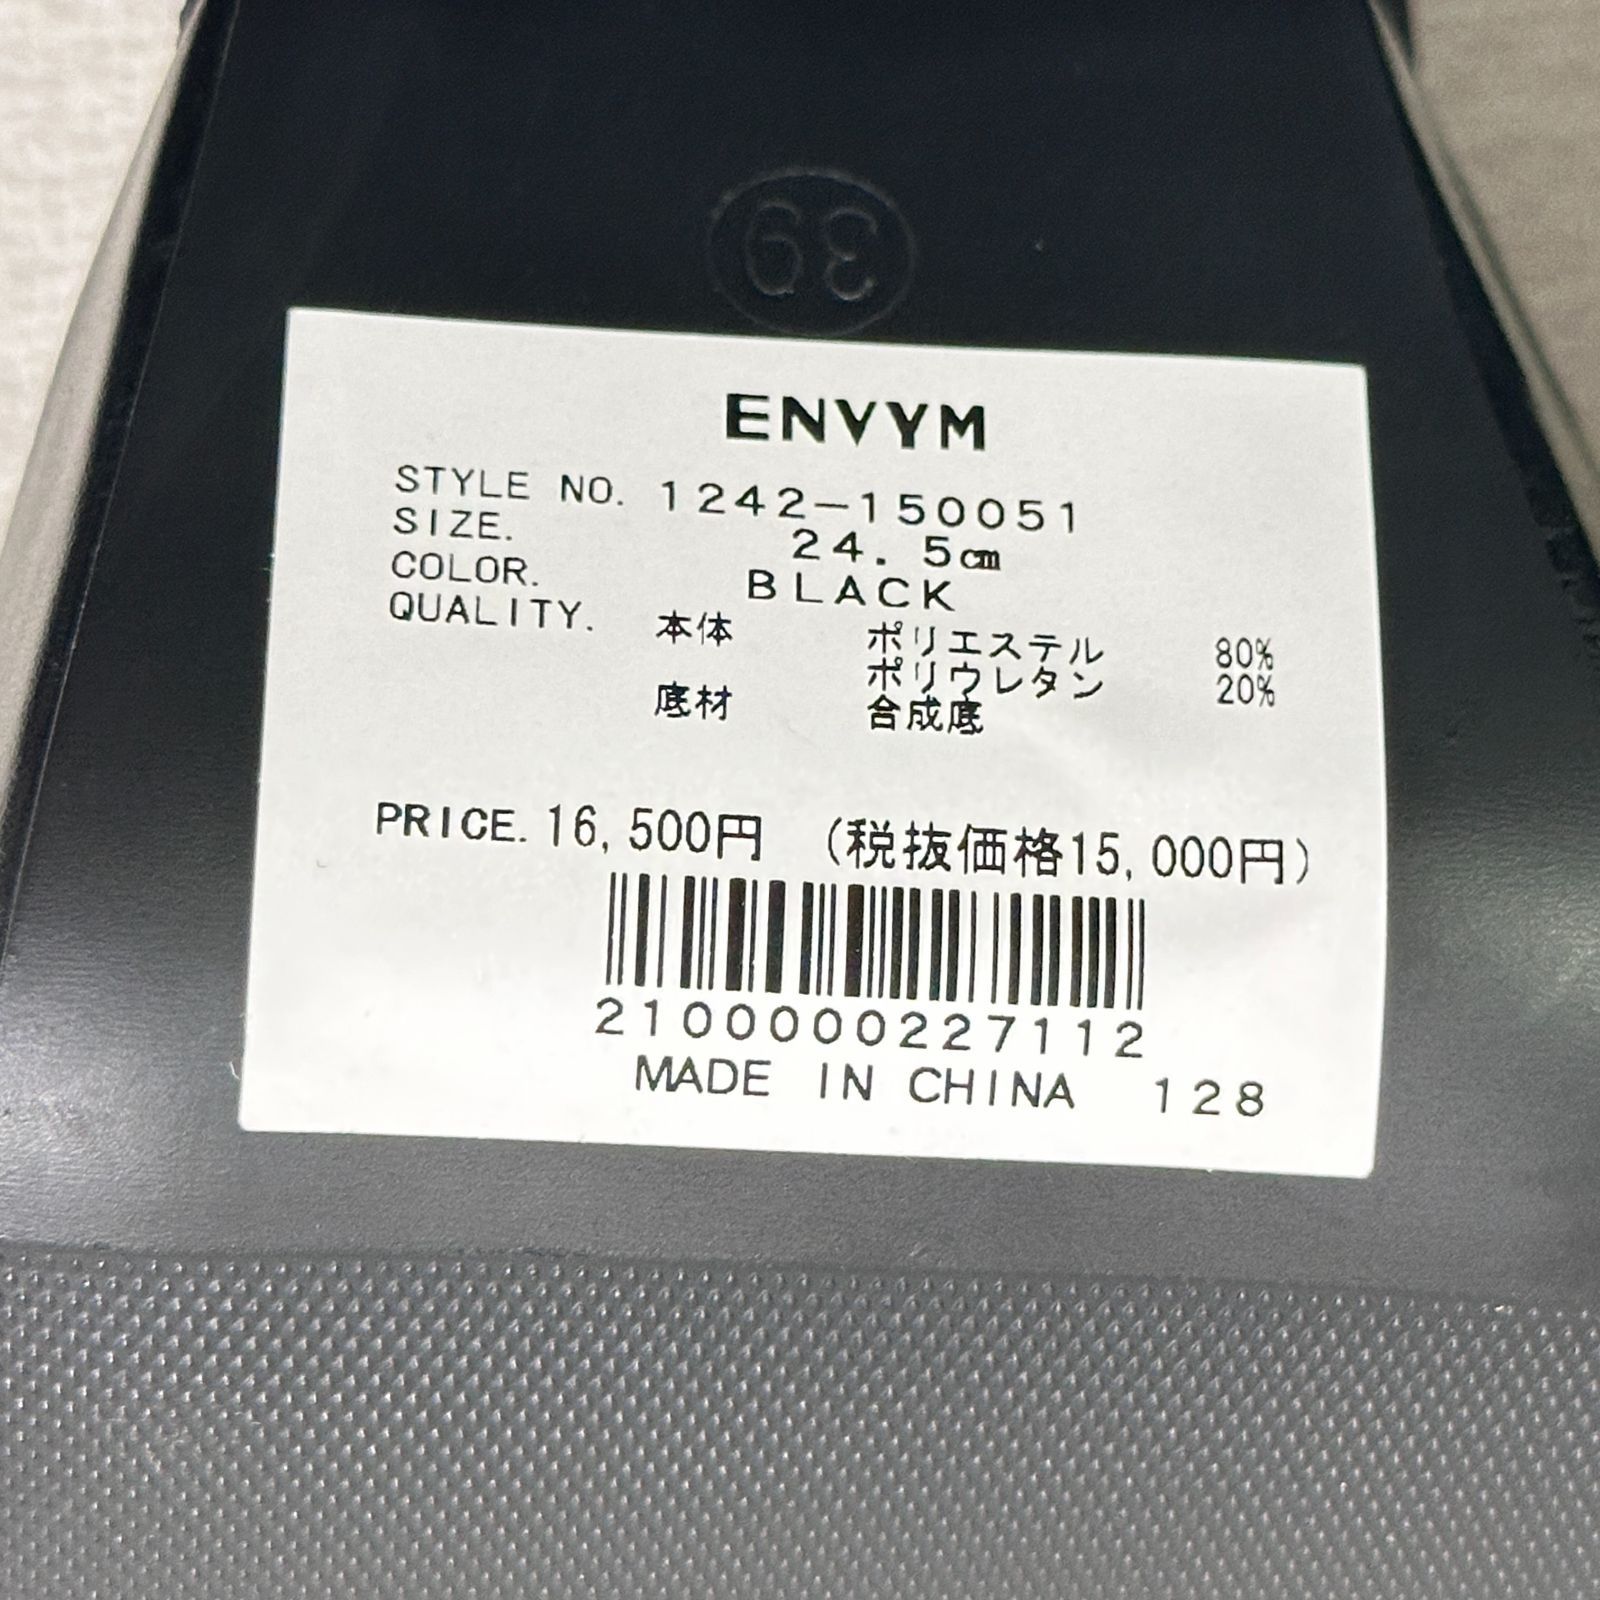 39
ENVYM
STYLE NO. 1242-150051
SIZE. 24.5㎝
COLOR. BLACK
QUALITY. 本体 ポリエステル 80%
ポリウレタン 20%
底材 合成底
PRICE. 16,500円 (税抜価格15,000円)
2100000227112
MADE IN CHINA 128